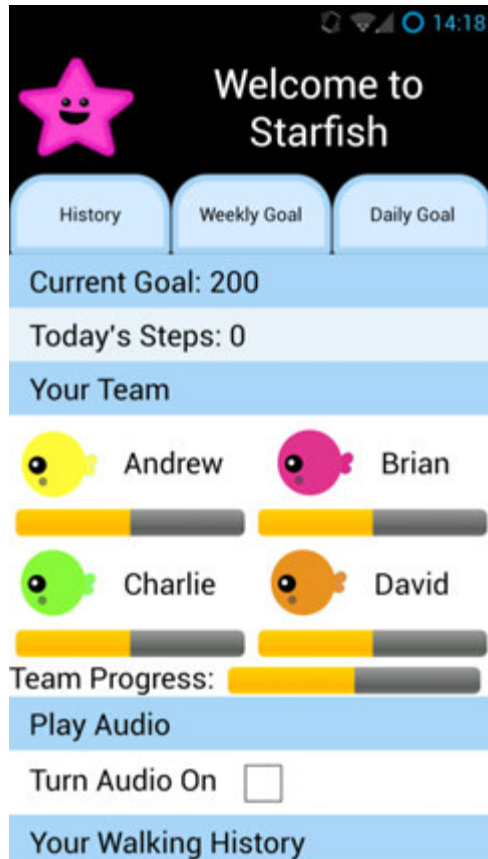 14:18
Welcome to
Starfish
History Weekly Goal Daily Goal
Current Goal: 200
Today's Steps: 0
Your Team
Andrew Brian
Charlie David
Team Progress:
Play Audio
Turn Audio On
Your Walking History